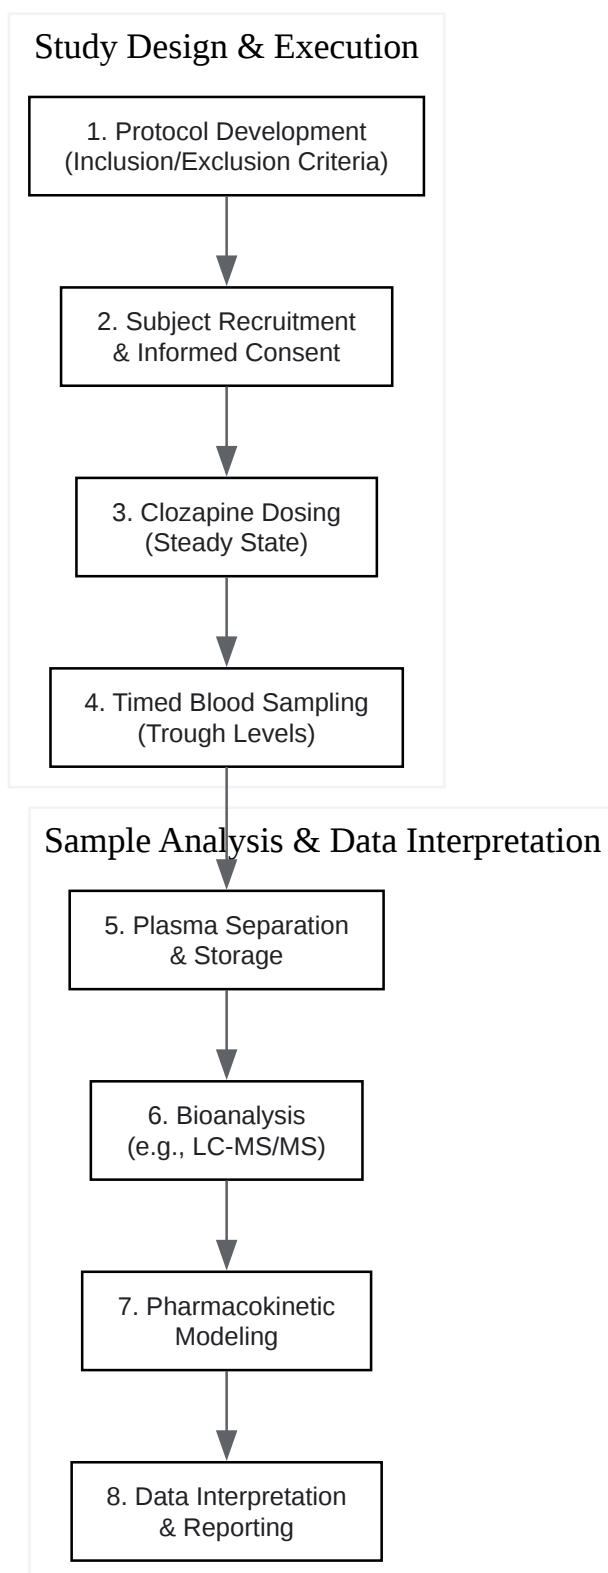 Study Design & Execution
1. Protocol Development
(Inclusion/Exclusion Criteria)
2. Subject Recruitment
& Informed Consent
3. Clozapine Dosing
(Steady State)
4. Timed Blood Sampling
(Trough Levels)
Sample Analysis & Data Interpretation
5. Plasma Separation
& Storage
6. Bioanalysis
(e.g., LC-MS/MS)
7. Pharmacokinetic
Modeling
8. Data Interpretation
& Reporting